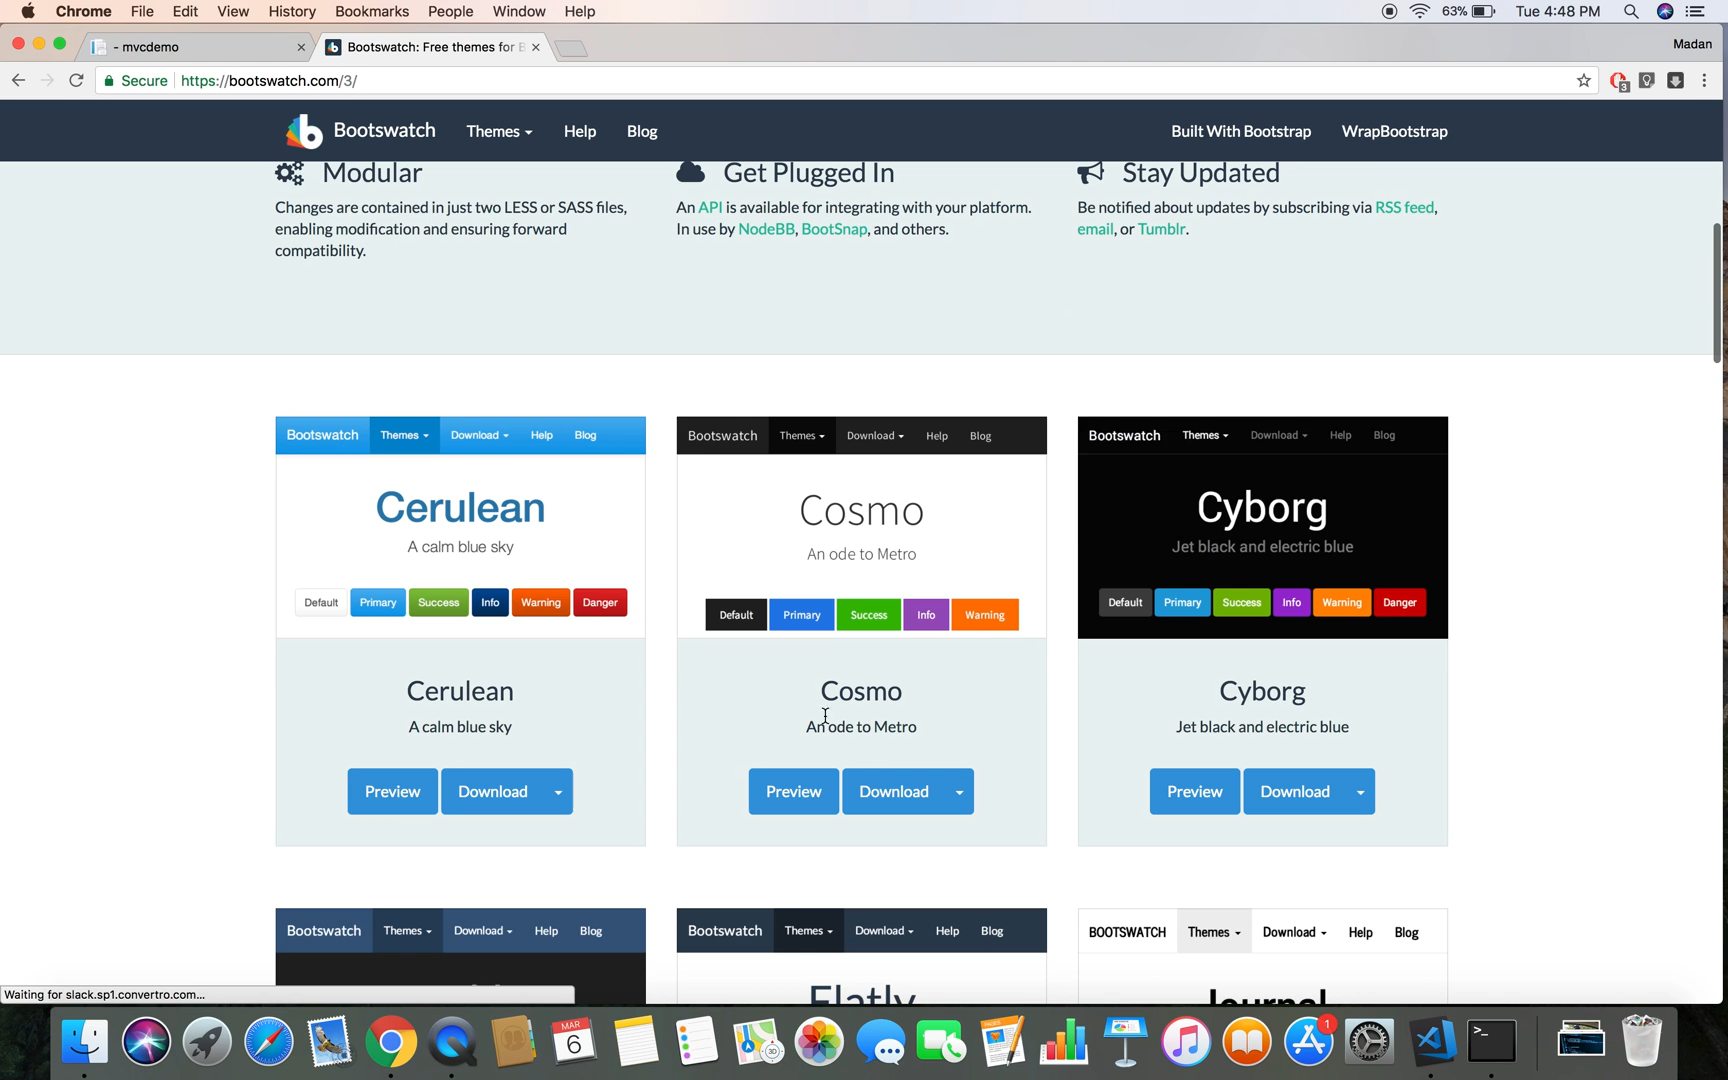 Chrome File Edit View History Bookmarks People Window Help 63% Tue 4:48 PM
- mvcdemo
Bootswatch: Free themes for B
Madan
Secure https://bootswatch.com/3/
3
Bootswatch Themes Help Blog Built With Bootstrap WrapBootstrap
Modular
Changes are contained in just two LESS or SASS files,
enabling modification and ensuring forward
compatibility.
Get Plugged In
An API is available for integrating with your platform.
In use by NodeBB, BootSnap, and others.
Stay Updated
Be notified about updates by subscribing via RSS feed,
email, or Tumblr.
Bootswatch Themes Download Help Blog
Cerulean
A calm blue sky
Default Primary Success Info Warning Danger
Cerulean
A calm blue sky
Preview Download
Bootswatch Themes Download Help Blog
Cosmo
An ode to Metro
Default Primary Success Info Warning
Cosmo
An ode to Metro
Preview Download
Bootswatch Themes Download Help Blog
Cyborg
Jet black and electric blue
Default Primary Success Info Warning Danger
Cyborg
Jet black and electric blue
Preview Download
Bootswatch Themes Download Help Blog
Bootswatch Themes Download Help Blog
Flatly
BOOTSWATCH Themes Download Help Blog
Journal
Waiting for slack.sp1.convertro.com...
MAR
6
3D
PAGES
1
>_